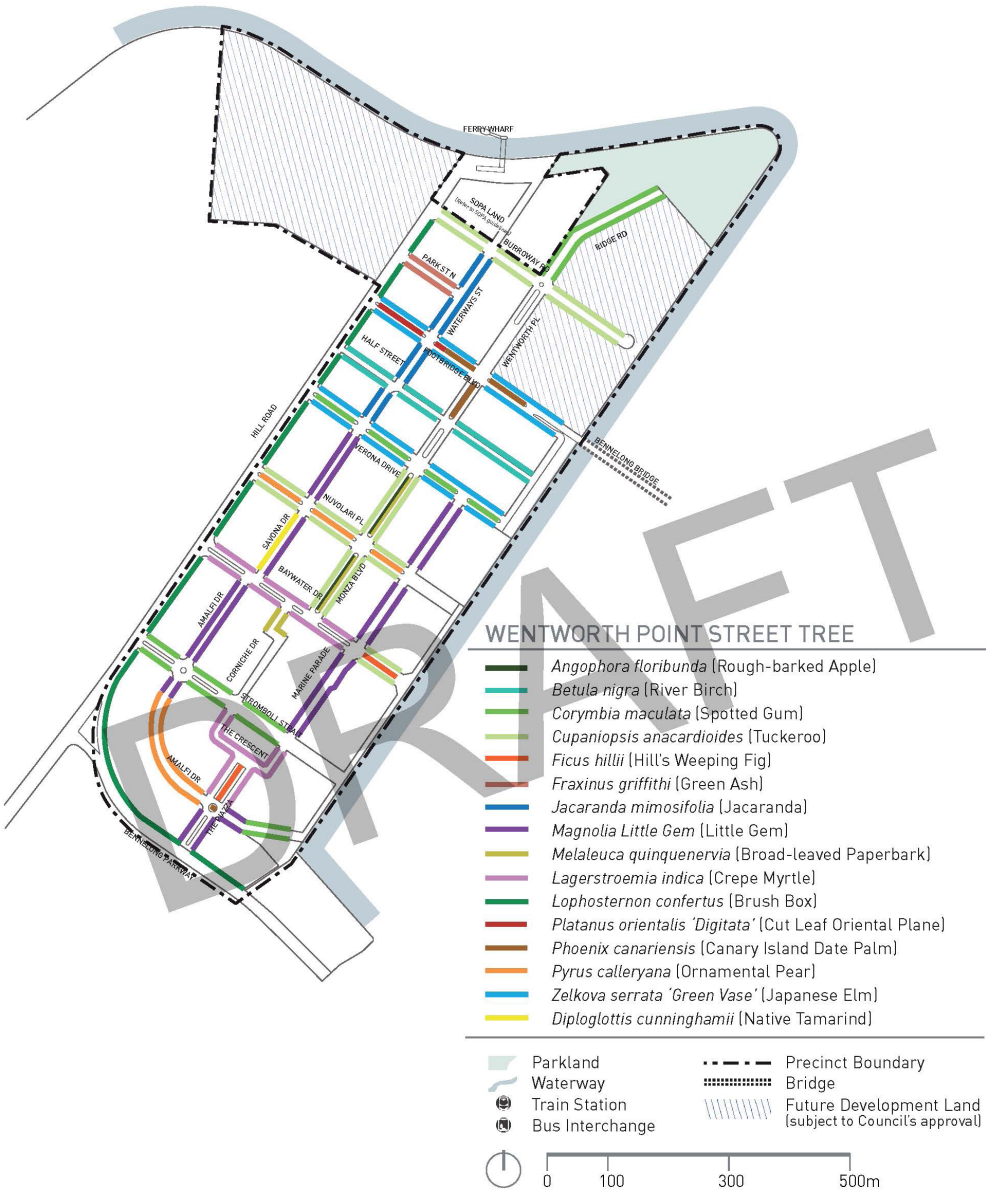 FERRY WHARF
SOPA LAND
(refer to SOPA guidelines)
BURROWAY RD
RIDGE RD
PARK ST N
WATERWAYS ST
WENTWORTH PL
HALF STREET
FOOTBRIDGE BLVD
HILL ROAD
BENNELONG BRIDGE
VERONA DRIVE
NUVOLARI PL
SAVONA DR
BAYWATER DR
MONZA BLVD
AMALFI DR
CORNICHE DR
MARINE PARADE
STROMBOLI STRAIT
THE CRESCENT
AMALFI DR
THE PIAZZA
BENNELONG PARKWAY
DRAFT
WENTWORTH POINT STREET TREE
Angophora floribunda (Rough-barked Apple)
Betula nigra (River Birch)
Corymbia maculata (Spotted Gum)
Cupaniopsis anacardioides (Tuckeroo)
Ficus hillii (Hill's Weeping Fig)
Fraxinus griffithi (Green Ash)
Jacaranda mimosifolia (Jacaranda)
Magnolia Little Gem (Little Gem)
Melaleuca quinquenervia (Broad-leaved Paperbark)
Lagerstroemia indica (Crepe Myrtle)
Lophosternon confertus (Brush Box)
Platanus orientalis 'Digitata' (Cut Leaf Oriental Plane)
Phoenix canariensis (Canary Island Date Palm)
Pyrus calleryana (Ornamental Pear)
Zelkova serrata 'Green Vase' (Japanese Elm)
Diploglottis cunninghamii (Native Tamarind)
Parkland
Waterway
Train Station
Bus Interchange
Precinct Boundary
Bridge
Future Development Land
(subject to Council's approval)
0 100 300 500m